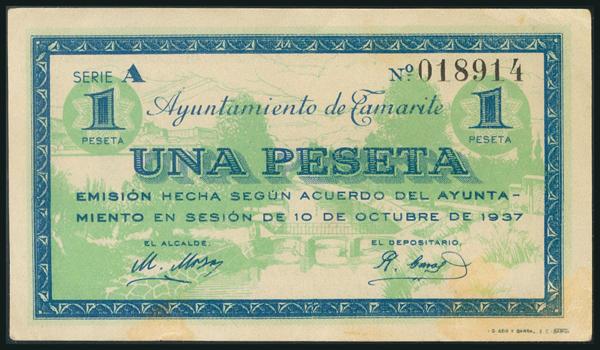 SERIE A
Nº 018914
1
PESETA
Ayuntamiento de Tamarite
1
PESETA
UNA PESETA
EMISIÓN HECHA SEGÚN ACUERDO DEL AYUNTA-
MIENTO EN SESIÓN DE 10 DE OCTUBRE DE 1937
EL ALCALDE,
EL DEPOSITARIO,
M. Mosa